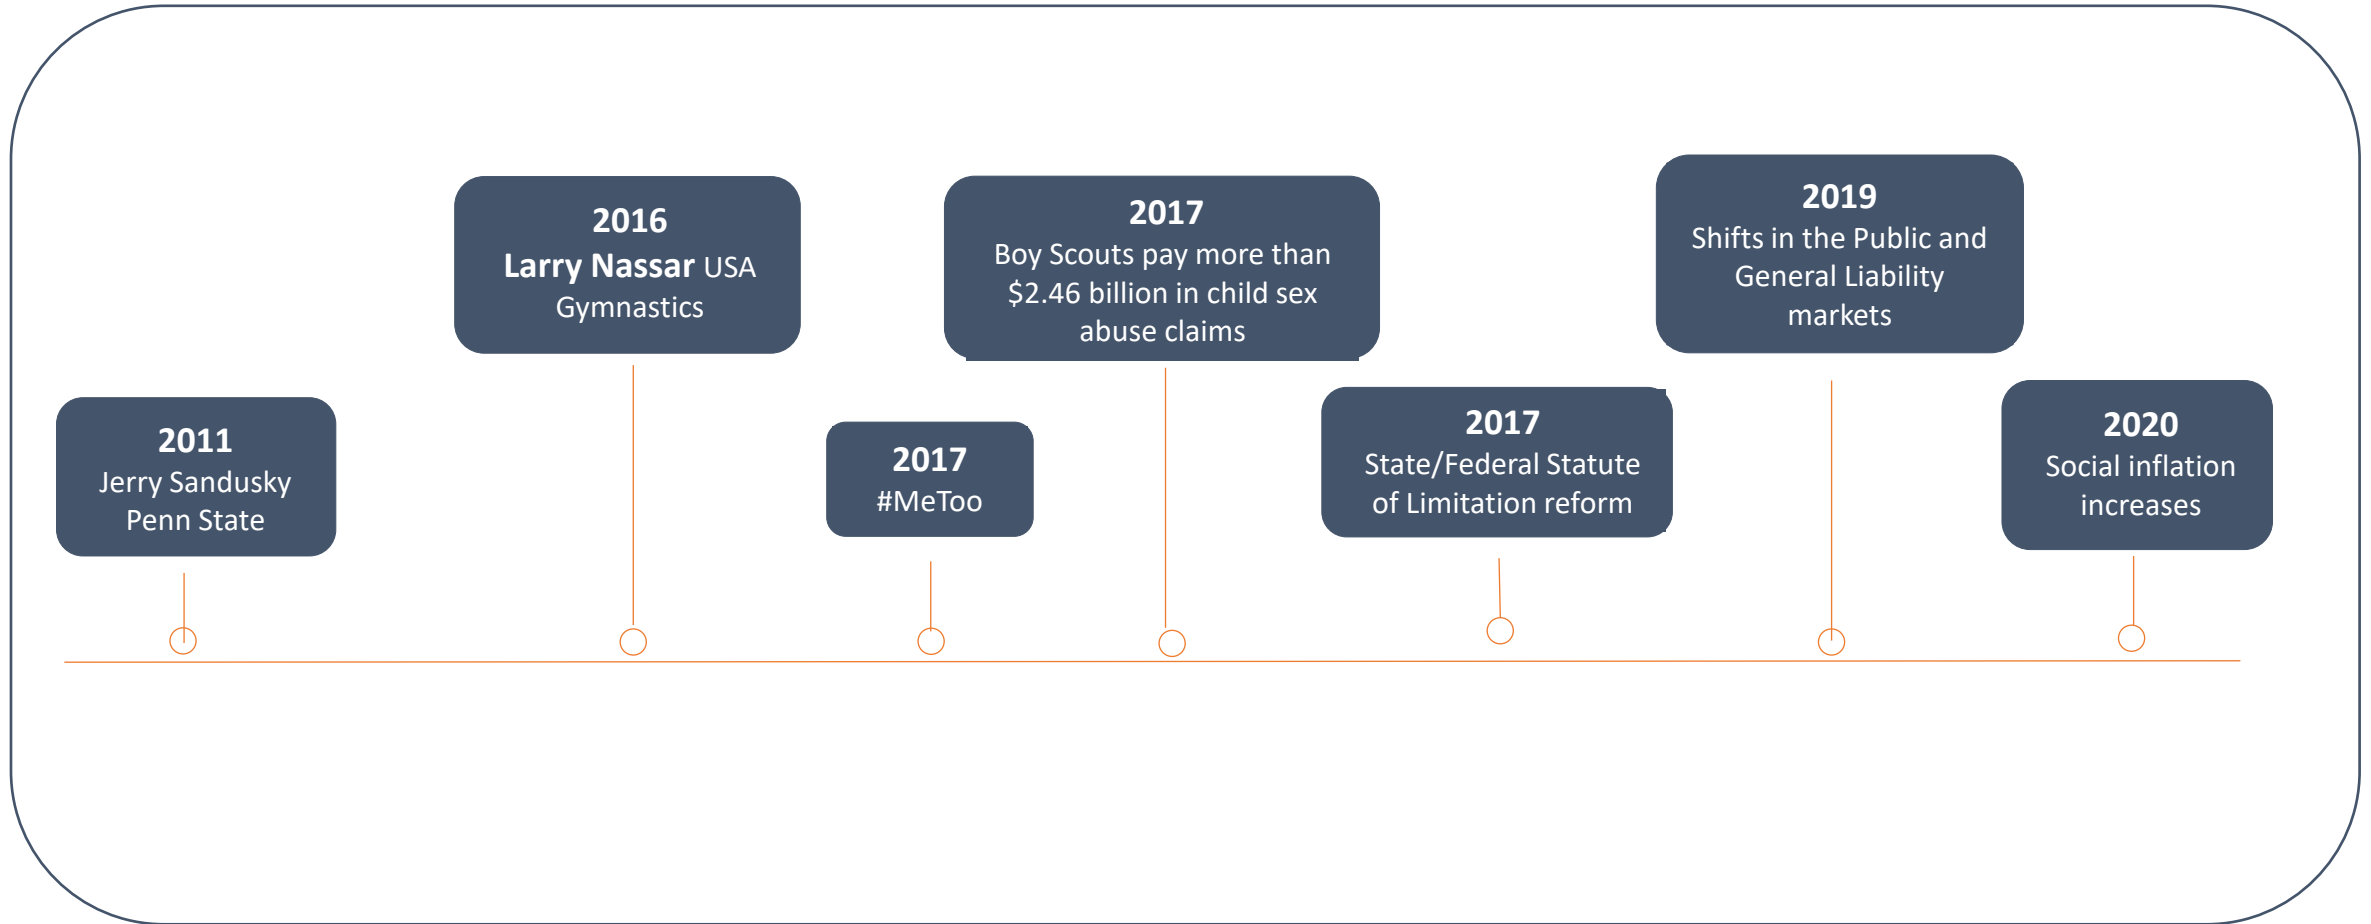 2011
Jerry Sandusky
Penn State
2016
Larry Nassar USA
Gymnastics
2017
#MeToo
2017
Boy Scouts pay more than
$2.46 billion in child sex
abuse claims
2017
State/Federal Statute
of Limitation reform
2019
Shifts in the Public and
General Liability
markets
2020
Social inflation
increases